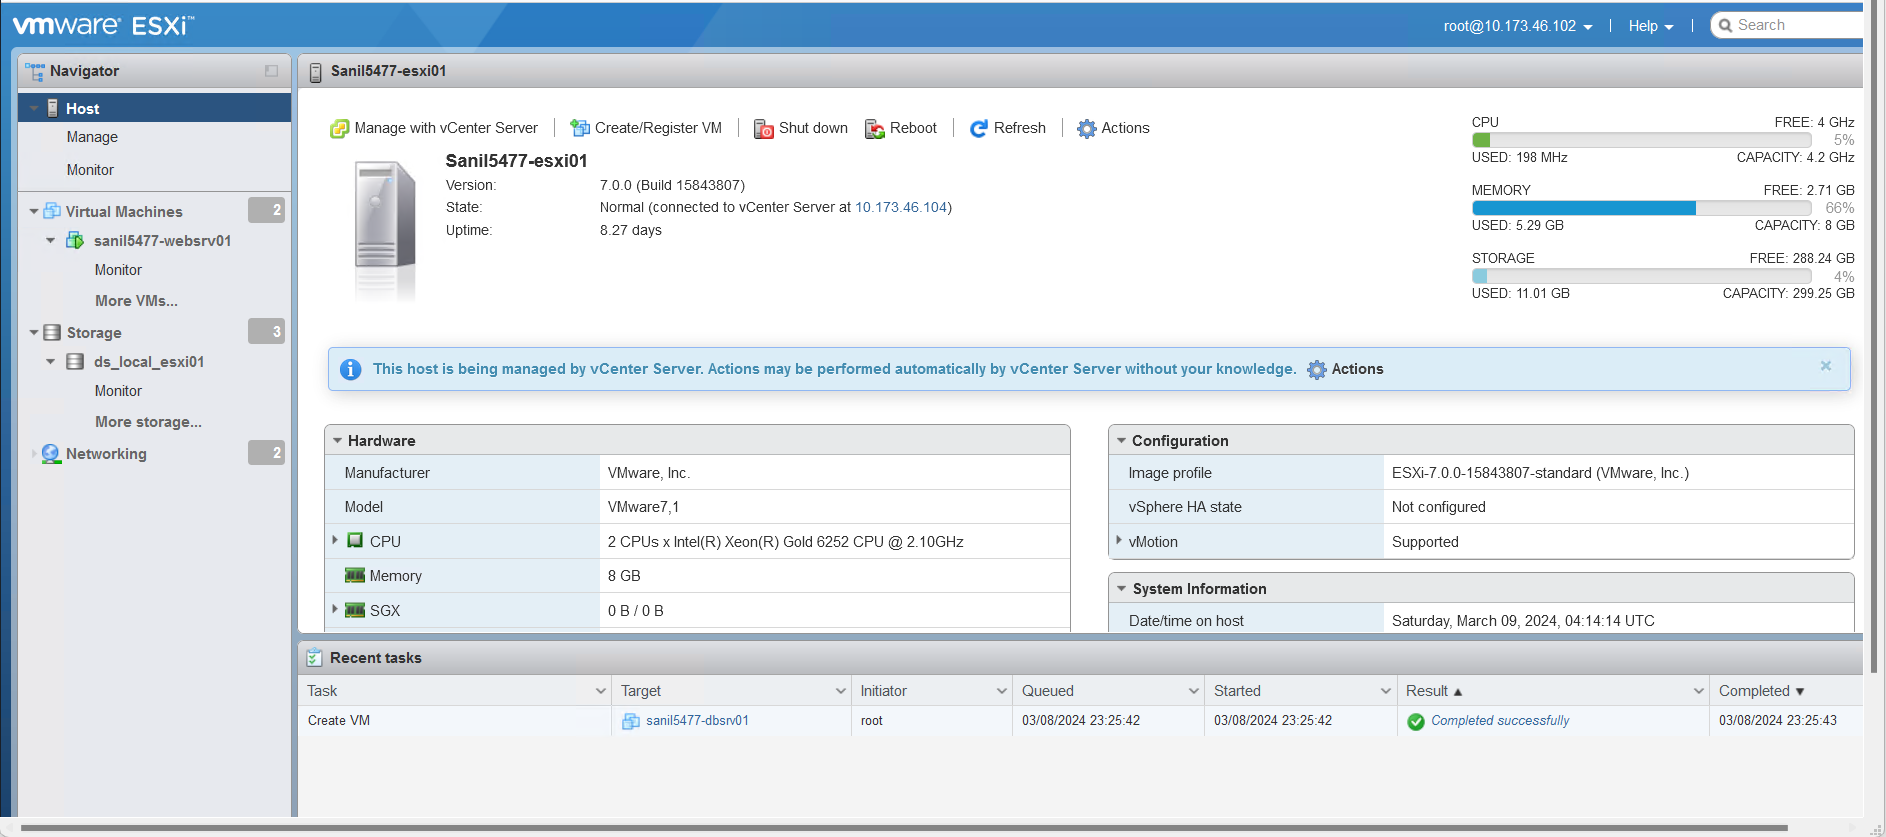 vmware ESXi™
root@10.173.46.102
Help
Search
Navigator
Host
Manage
Monitor
Virtual Machines 2
sanil5477-websrv01
Monitor
More VMs...
Storage 3
ds_local_esxi01
Monitor
More storage...
Networking 2
Sanil5477-esxi01
Manage with vCenter Server
Create/Register VM
Shut down
Reboot
Refresh
Actions
Sanil5477-esxi01
Version: 7.0.0 (Build 15843807)
State: Normal (connected to vCenter Server at 10.173.46.104)
Uptime: 8.27 days
CPU FREE: 4 GHz
5%
USED: 198 MHz CAPACITY: 4.2 GHz
MEMORY FREE: 2.71 GB
66%
USED: 5.29 GB CAPACITY: 8 GB
STORAGE FREE: 288.24 GB
4%
USED: 11.01 GB CAPACITY: 299.25 GB
This host is being managed by vCenter Server. Actions may be performed automatically by vCenter Server without your knowledge. Actions
Hardware
Manufacturer VMware, Inc.
Model VMware7,1
CPU 2 CPUs x Intel(R) Xeon(R) Gold 6252 CPU @ 2.10GHz
Memory 8 GB
SGX 0 B / 0 B
Configuration
Image profile ESXi-7.0.0-15843807-standard (VMware, Inc.)
vSphere HA state Not configured
vMotion Supported
System Information
Date/time on host Saturday, March 09, 2024, 04:14:14 UTC
Recent tasks
Task Target Initiator Queued Started Result ▲ Completed ▼
Create VM sanil5477-dbsrv01 root 03/08/2024 23:25:42 03/08/2024 23:25:42 Completed successfully 03/08/2024 23:25:43